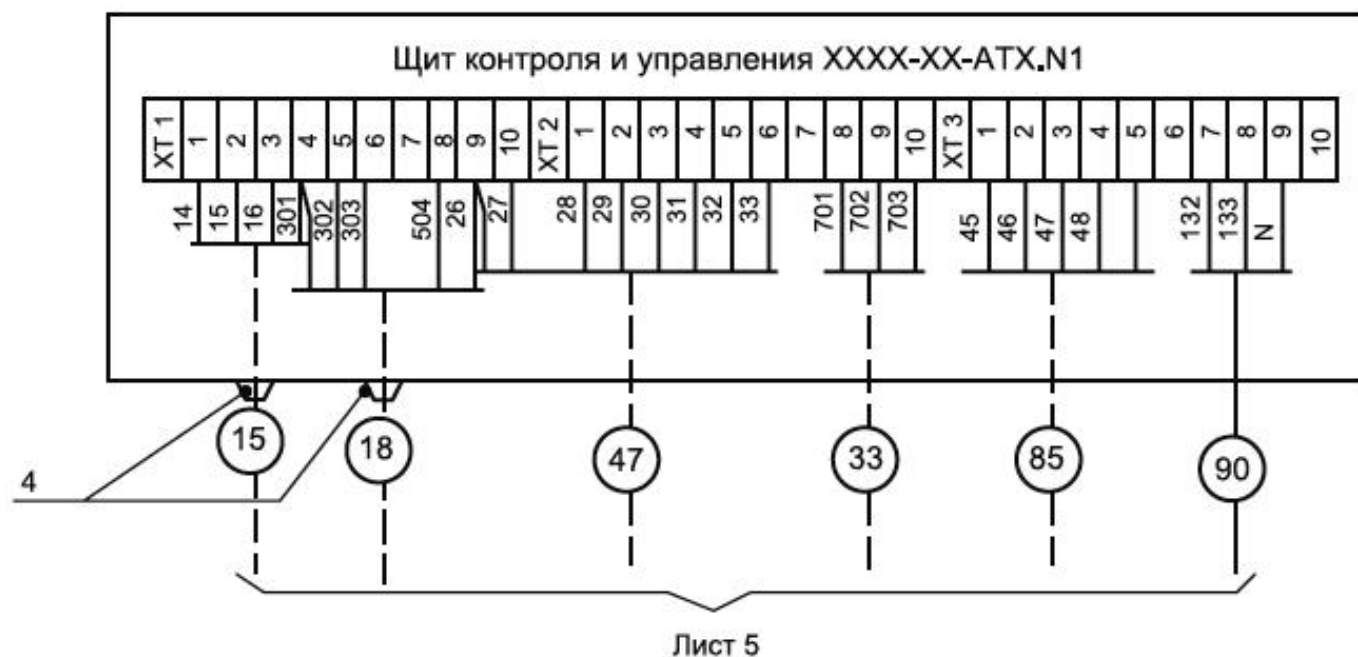 Щит контроля и управления XXXX-XX-ATX.N1
XT 1 1 2 3 4 5 6 7 8 9 10 XT 2 1 2 3 4 5 6 7 8 9 10 XT 3 1 2 3 4 5 6 7 8 9 10
14 15 16 301 302 303 504 26 27 28 29 30 31 32 33 701 702 703 45 46 47 48 132 133 N
15 18 47 33 85 90
4
Лист 5